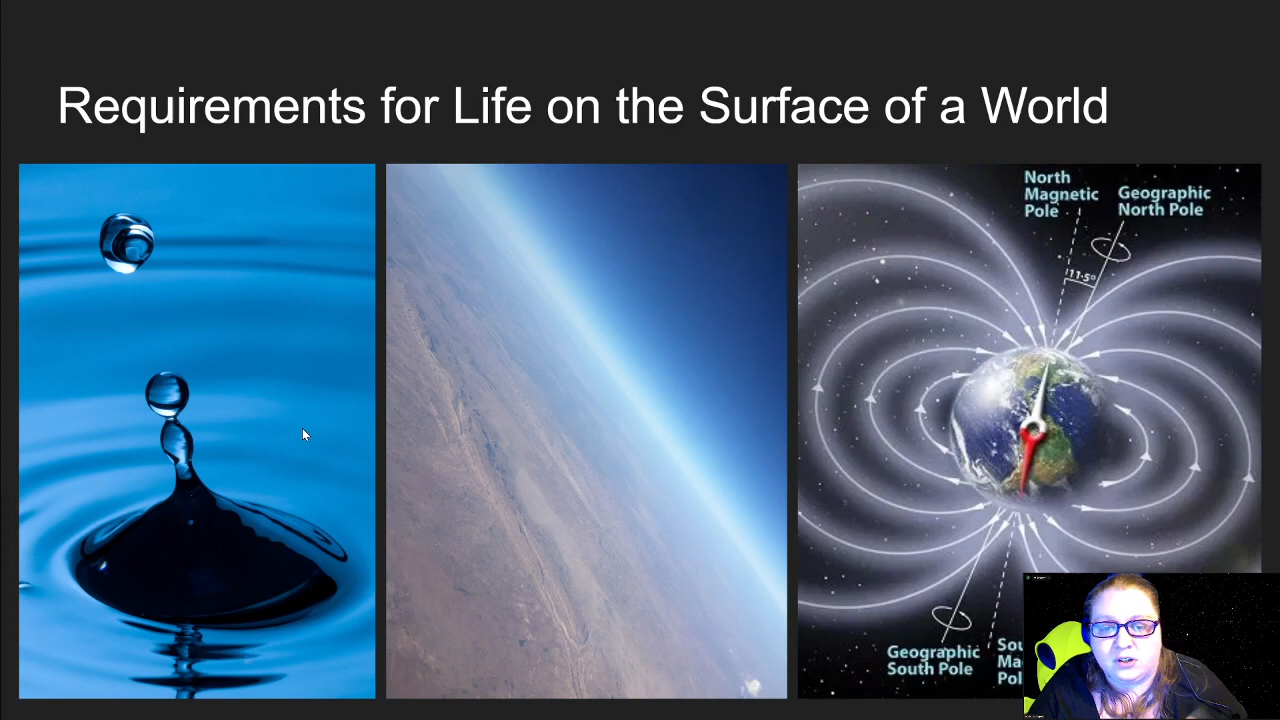 Requirements for Life on the Surface of a World
North
Magnetic
Pole
Geographic
North Pole
11.5°
Geographic
South Pole